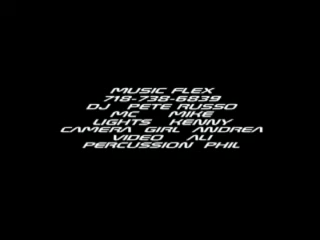 MUSIC FLEX
718-738-6839
DJ PETE RUSSO
MC MIKE
LIGHTS KENNY
CAMERA GIRL ANDREA
VIDEO ALI
PERCUSSION PHIL